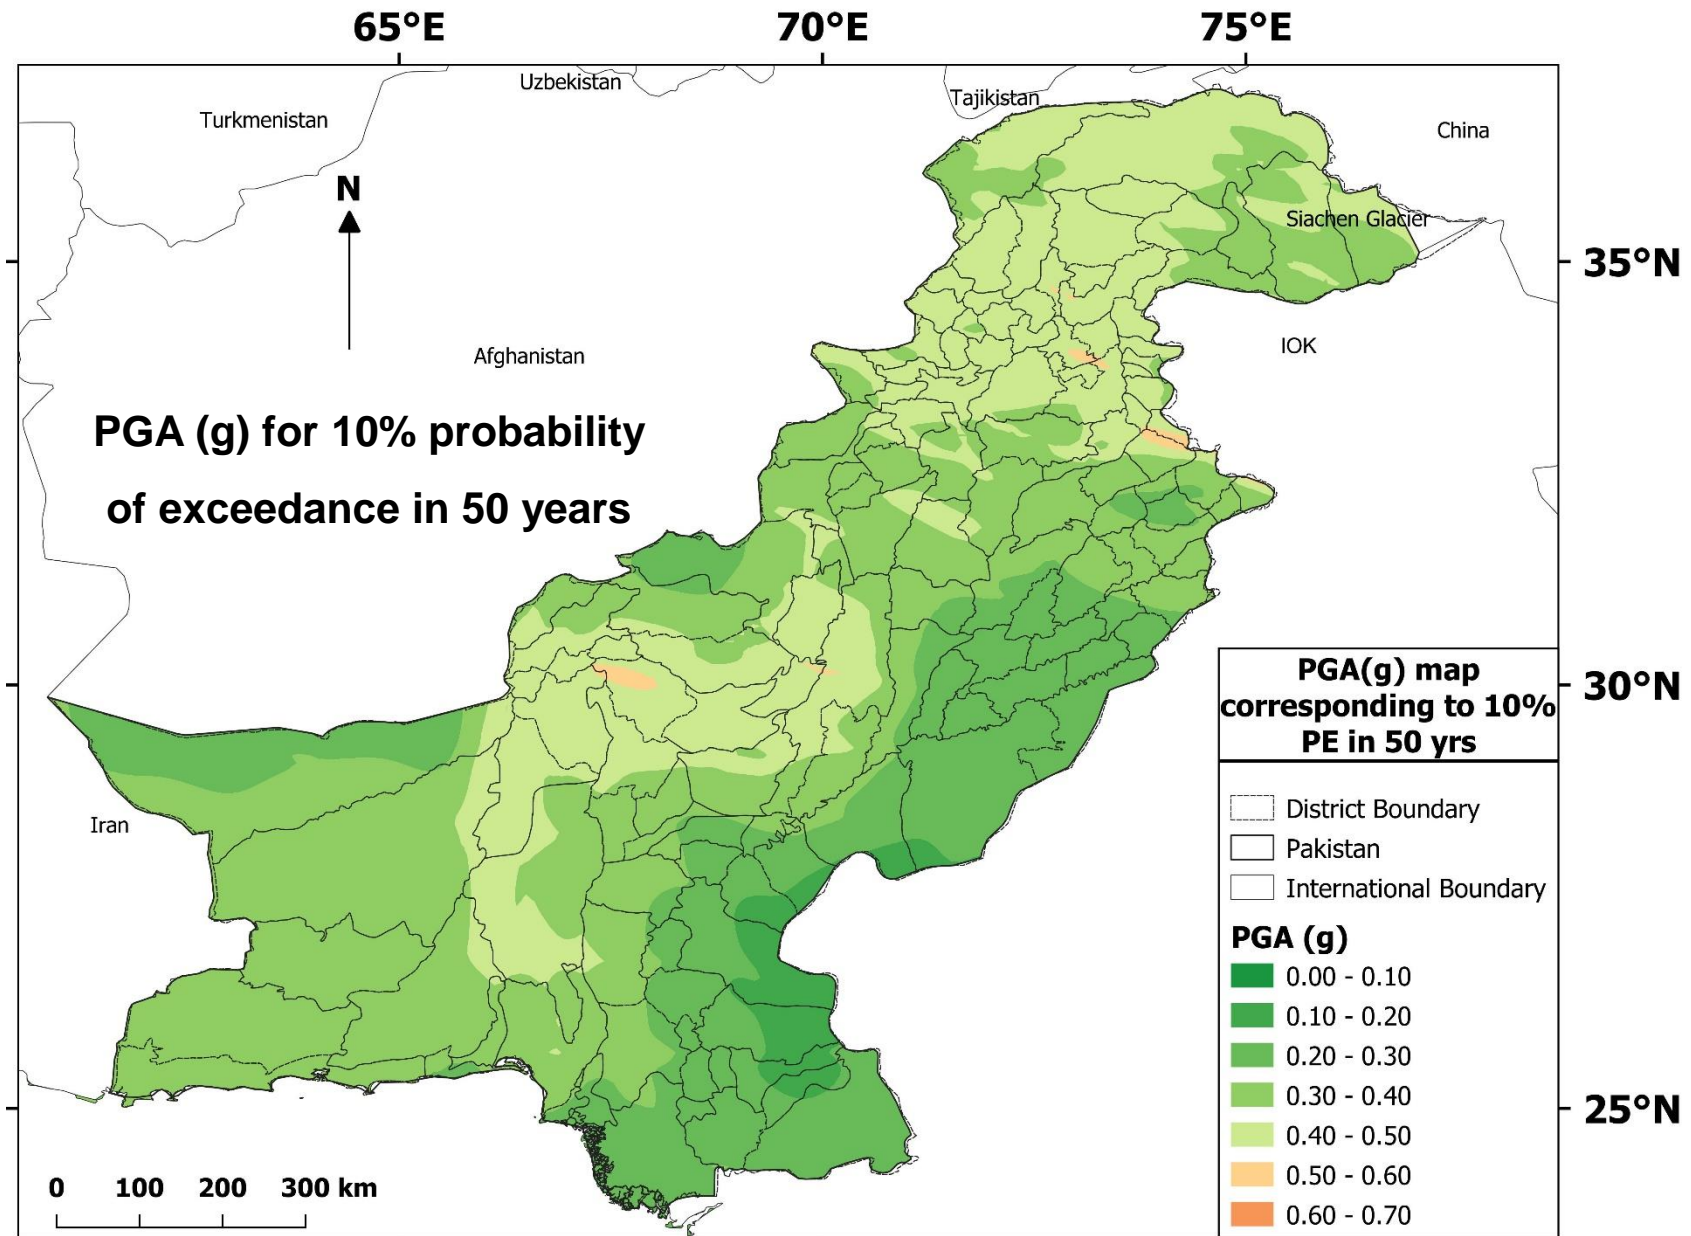 65°E 70°E 75°E
Uzbekistan
Tajikistan
Turkmenistan
China
N
Siachen Glacier
35°N
IOK
Afghanistan
PGA (g) for 10% probability
of exceedance in 50 years
PGA(g) map
corresponding to 10%
PE in 50 yrs
30°N
District Boundary
Iran
Pakistan
International Boundary
PGA (g)
0.00 - 0.10
0.10 - 0.20
0.20 - 0.30
0.30 - 0.40
25°N
0.40 - 0.50
0.50 - 0.60
0.60 - 0.70
0 100 200 300 km